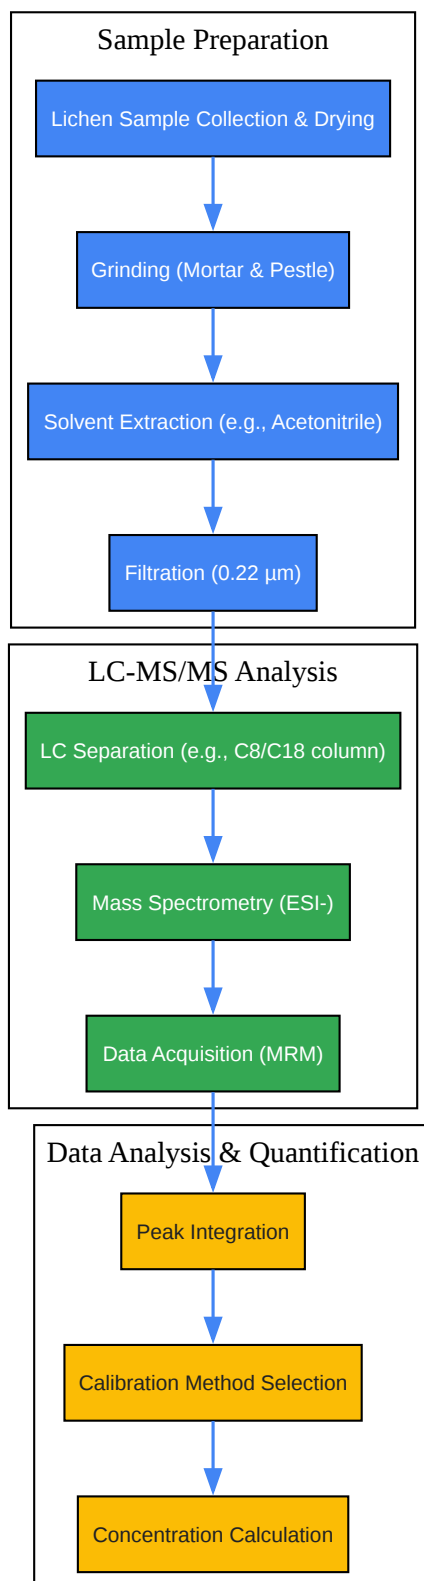 Sample Preparation
Lichen Sample Collection & Drying
Grinding (Mortar & Pestle)
Solvent Extraction (e.g., Acetonitrile)
Filtration (0.22 µm)
LC-MS/MS Analysis
LC Separation (e.g., C8/C18 column)
Mass Spectrometry (ESI-)
Data Acquisition (MRM)
Data Analysis & Quantification
Peak Integration
Calibration Method Selection
Concentration Calculation